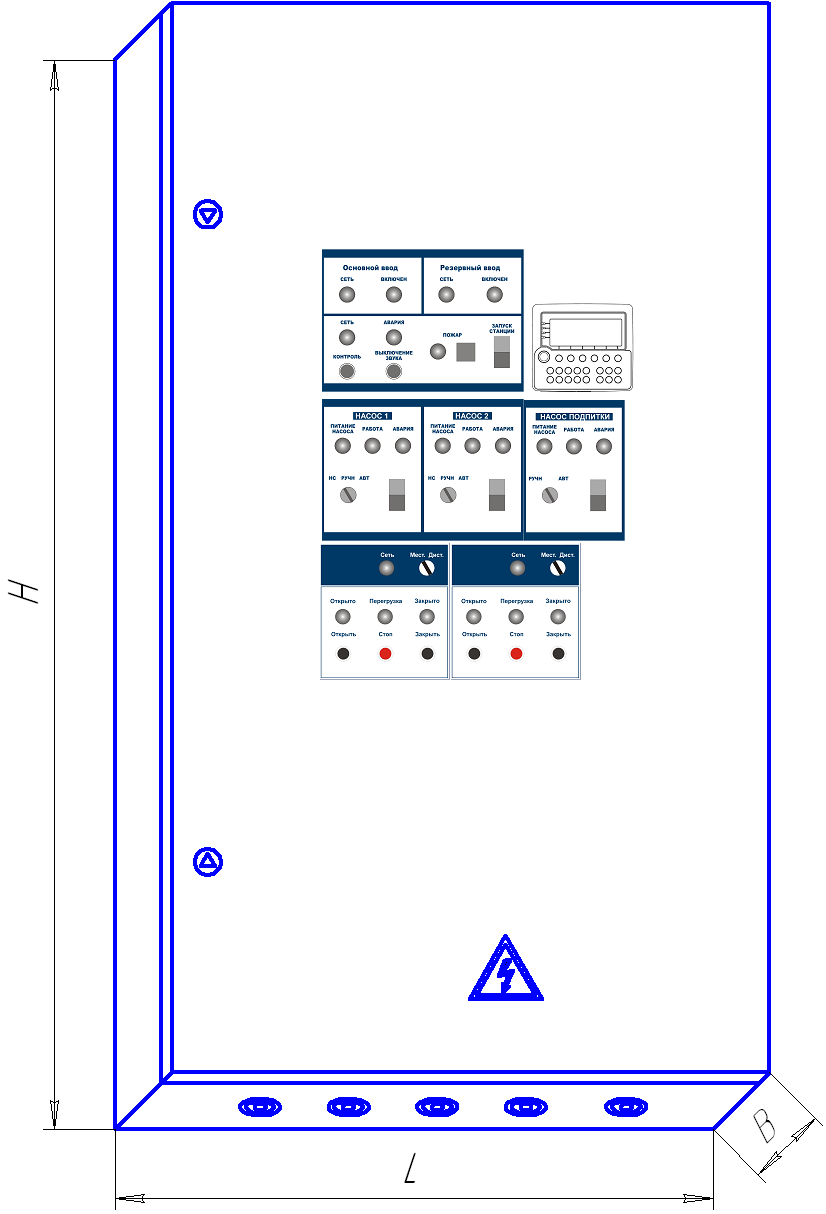 Основной ввод Резервный ввод
СЕТЬ ВКЛЮЧЕН СЕТЬ ВКЛЮЧЕН
СЕТЬ АВАРИЯ ПОЖАР ЗАПУСК
СТАНЦИИ
КОНТРОЛЬ ВЫКЛЮЧЕНИЕ
ЗВУКА
НАСОС 1 НАСОС 2 НАСОС ПОДПИТКИ
ПИТАНИЕ РАБОТА АВАРИЯ ПИТАНИЕ РАБОТА АВАРИЯ ПИТАНИЕ РАБОТА АВАРИЯ
НАСОСА НАСОСА НАСОСА
НС РУЧН АВТ НС РУЧН АВТ РУЧН АВТ
Сеть Мест. Дист. Сеть Мест. Дист.
Открыто Перегрузка Закрыто Открыто Перегрузка Закрыто
Открыть Стоп Закрыть Открыть Стоп Закрыть
H
B
L